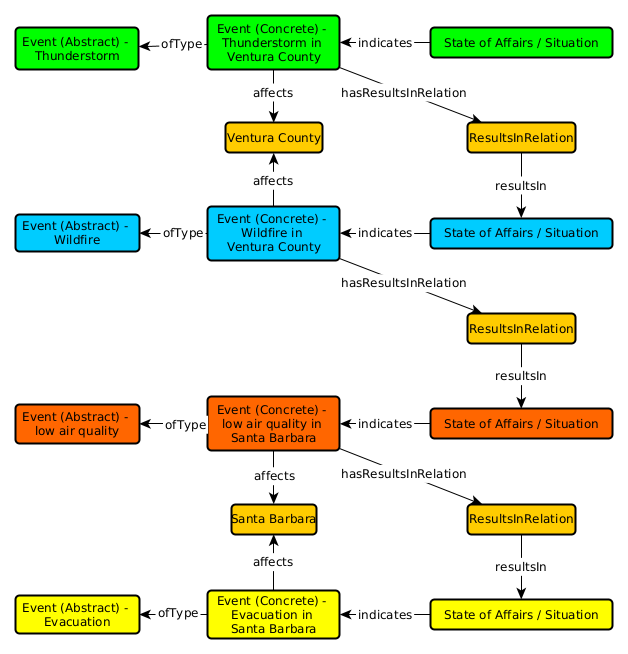 Event (Abstract) -
Thunderstorm
ofType
Event (Concrete) -
Thunderstorm in
Ventura County
indicates
State of Affairs / Situation
affects
hasResultsInRelation
Ventura County
ResultsInRelation
affects
resultsIn
Event (Abstract) -
Wildfire
ofType
Event (Concrete) -
Wildfire in
Ventura County
indicates
State of Affairs / Situation
hasResultsInRelation
ResultsInRelation
resultsIn
Event (Abstract) -
low air quality
ofType
Event (Concrete) -
low air quality in
Santa Barbara
indicates
State of Affairs / Situation
affects
hasResultsInRelation
Santa Barbara
ResultsInRelation
affects
resultsIn
Event (Abstract) -
Evacuation
ofType
Event (Concrete) -
Evacuation in
Santa Barbara
indicates
State of Affairs / Situation